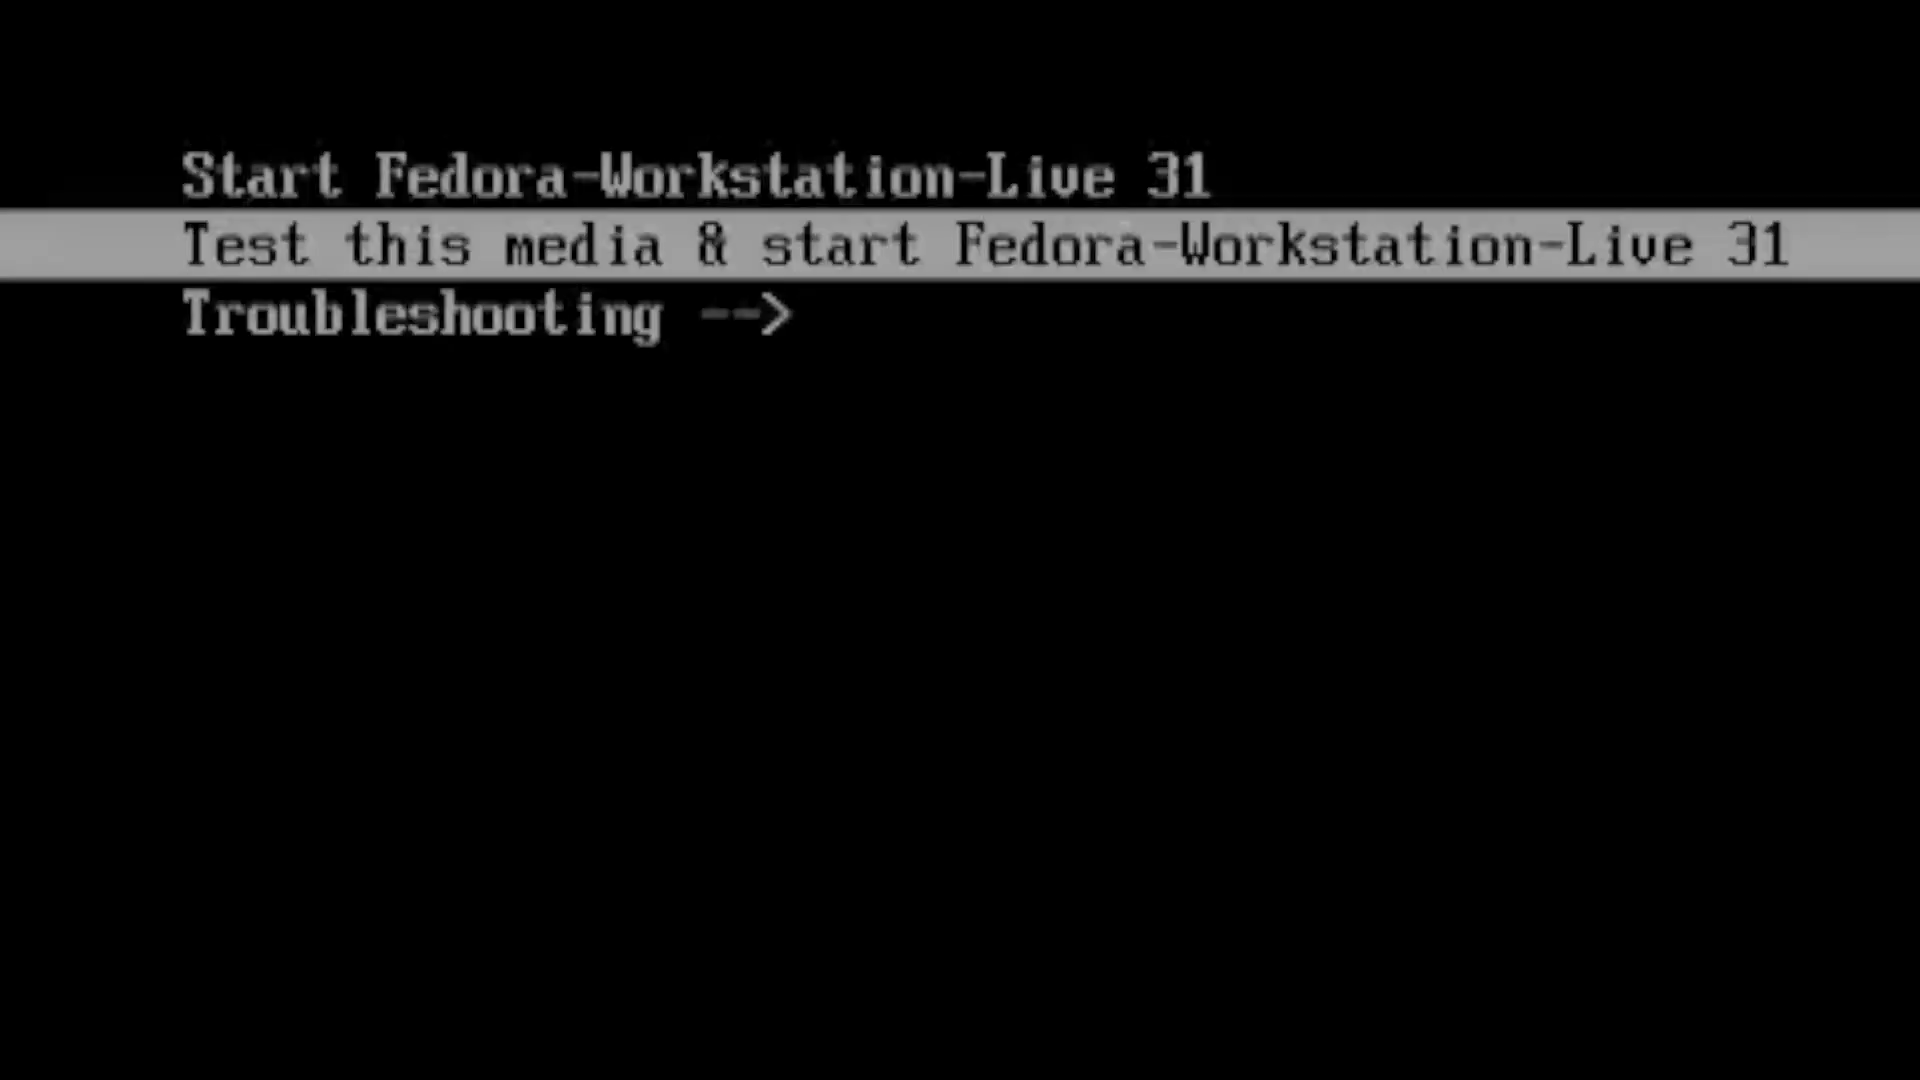 Start Fedora-Workstation-Live 31
Test this media & start Fedora-Workstation-Live 31
Troubleshooting -->